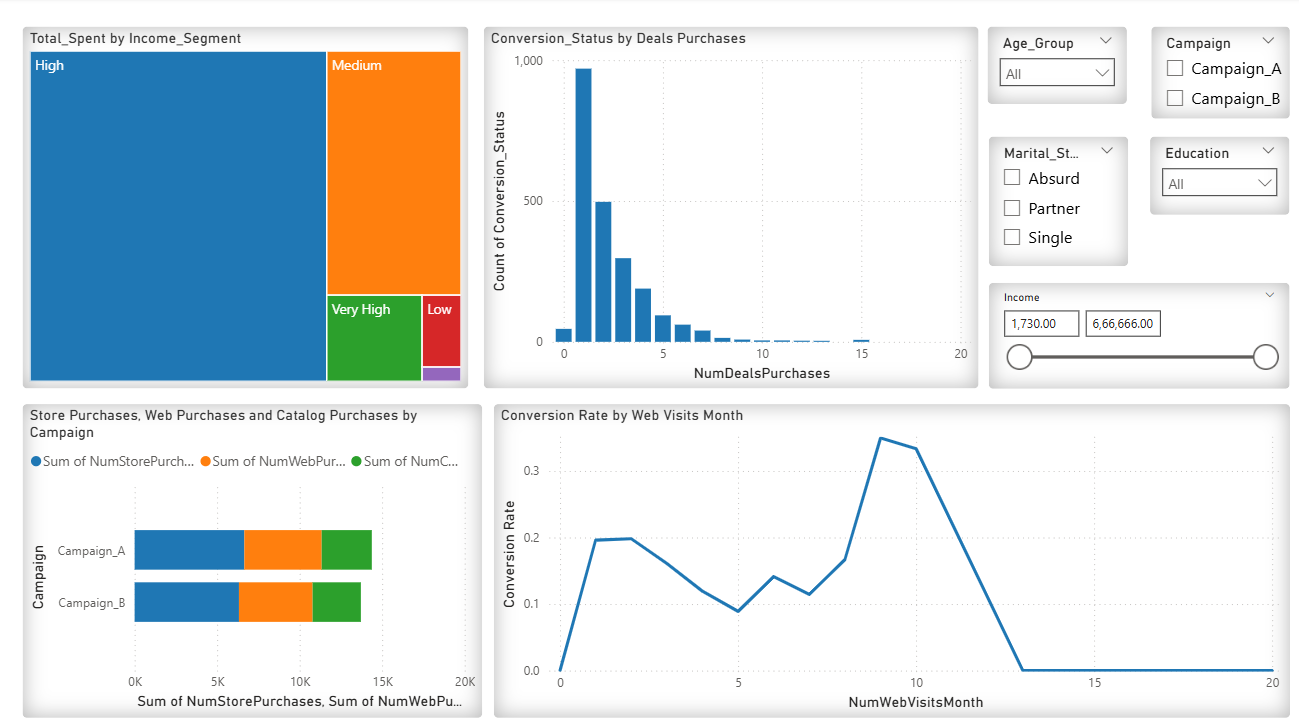 Total_Spent by Income_Segment
High
Medium
Very High
Low
Conversion_Status by Deals Purchases
Count of Conversion_Status
1,000
500
0
0
5
10
15
20
NumDealsPurchases
Age_Group
All
Campaign
Campaign_A
Campaign_B
Marital_St...
Absurd
Partner
Single
Education
All
Income
1,730.00
6,66,666.00
Store Purchases, Web Purchases and Catalog Purchases by
Campaign
Sum of NumStorePurch...
Sum of NumWebPur...
Sum of NumC...
Campaign
Campaign_A
Campaign_B
0K
5K
10K
15K
20K
Sum of NumStorePurchases, Sum of NumWebPu...
Conversion Rate by Web Visits Month
Conversion Rate
0.3
0.2
0.1
0.0
0
5
10
15
20
NumWebVisitsMonth